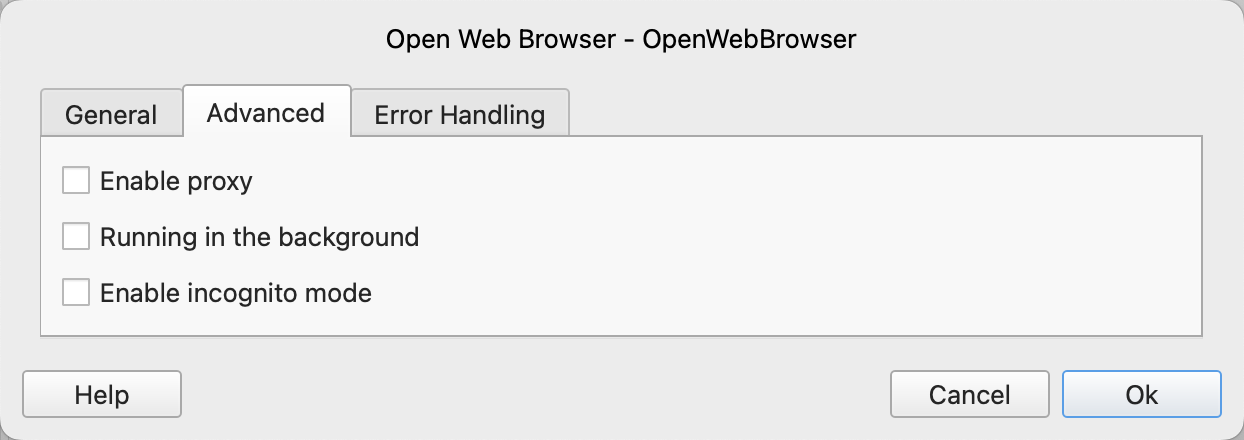 Open Web Browser - OpenWebBrowser
General Advanced Error Handling
Enable proxy
Running in the background
Enable incognito mode
Help Cancel Ok